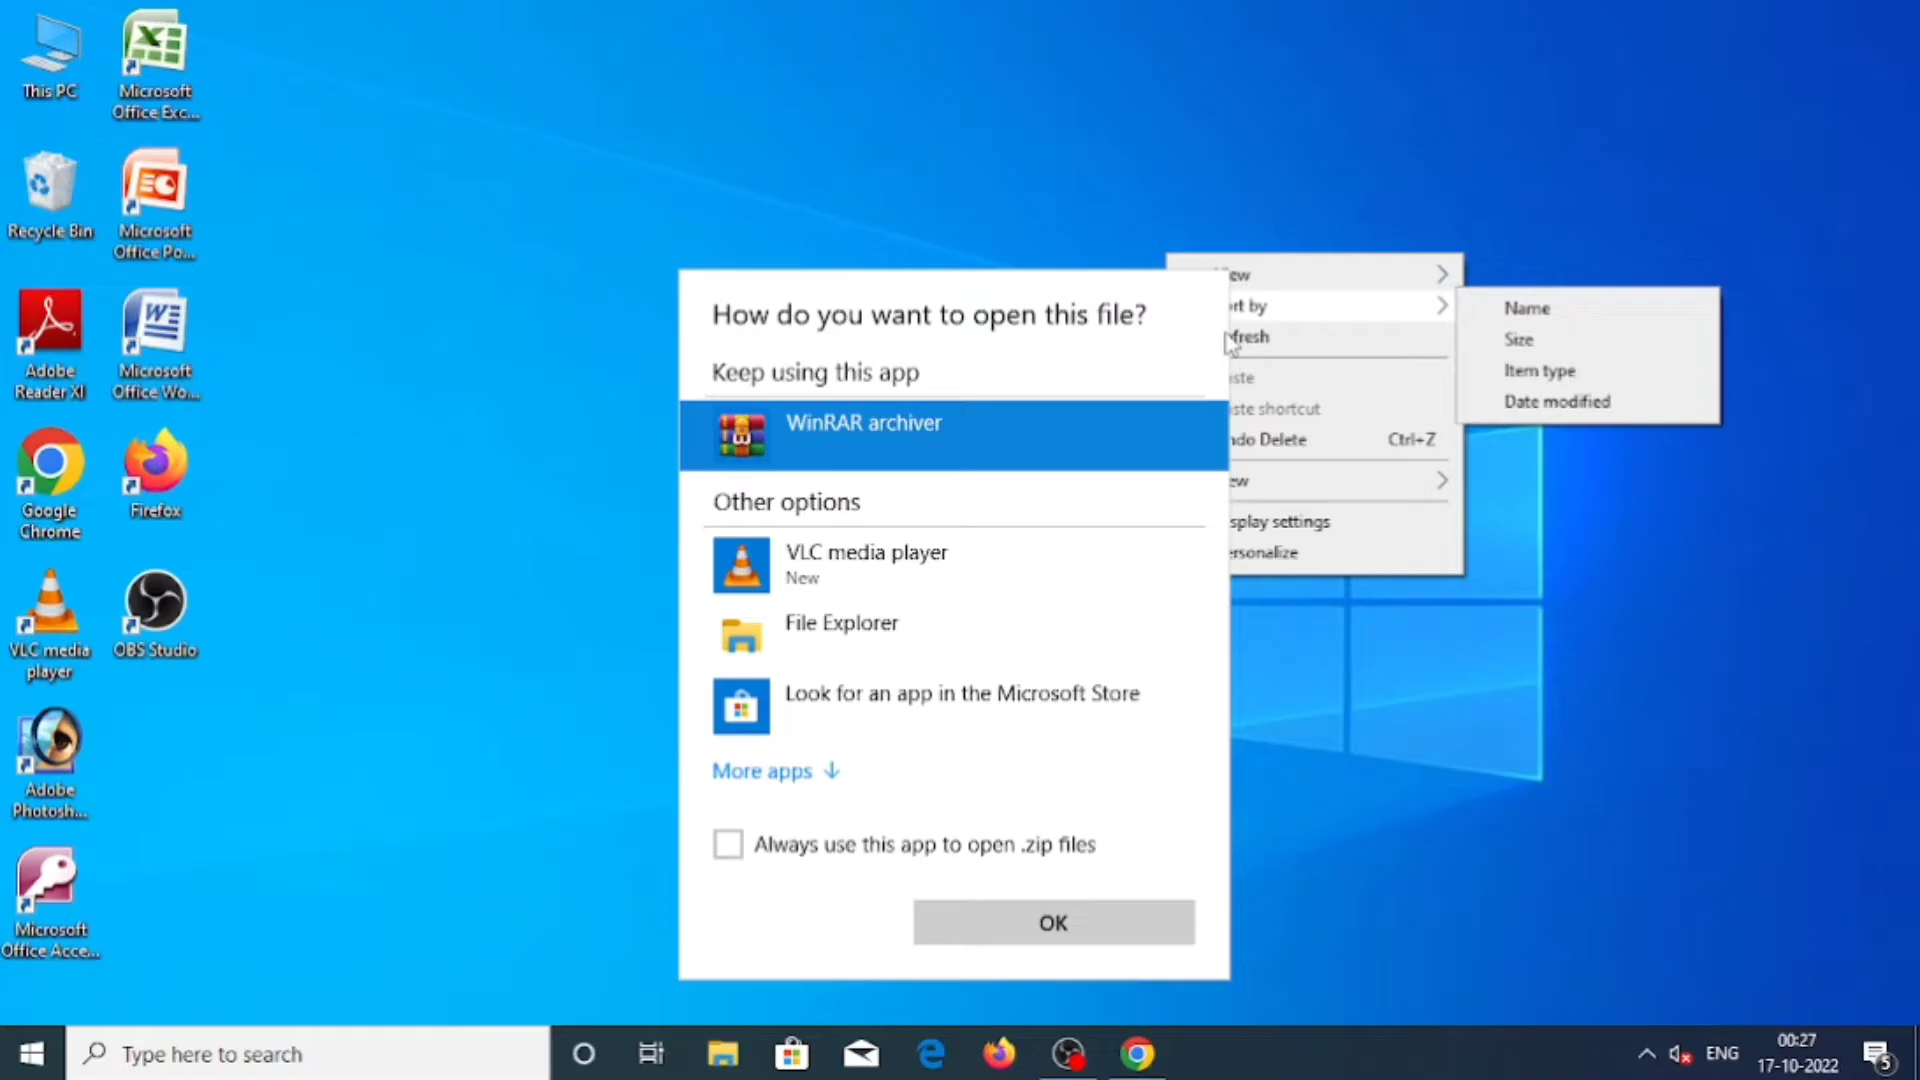 This PC
Microsoft
Office Exc...
Recycle Bin
Microsoft
Office Po...
Adobe
Reader XI
Microsoft
Office Wo...
Google
Chrome
Firefox
VLC media
player
OBS Studio
Adobe
Photosh...
Microsoft
Office Acce...
How do you want to open this file?
Keep using this app
WinRAR archiver
Other options
VLC media player
New
File Explorer
Look for an app in the Microsoft Store
More apps
Always use this app to open .zip files
OK
ew
rt by
fresh
ste
ste shortcut
ndo Delete Ctrl+Z
ew
splay settings
ersonalize
Name
Size
Item type
Date modified
Type here to search
ENG
00:27
17-10-2022
5